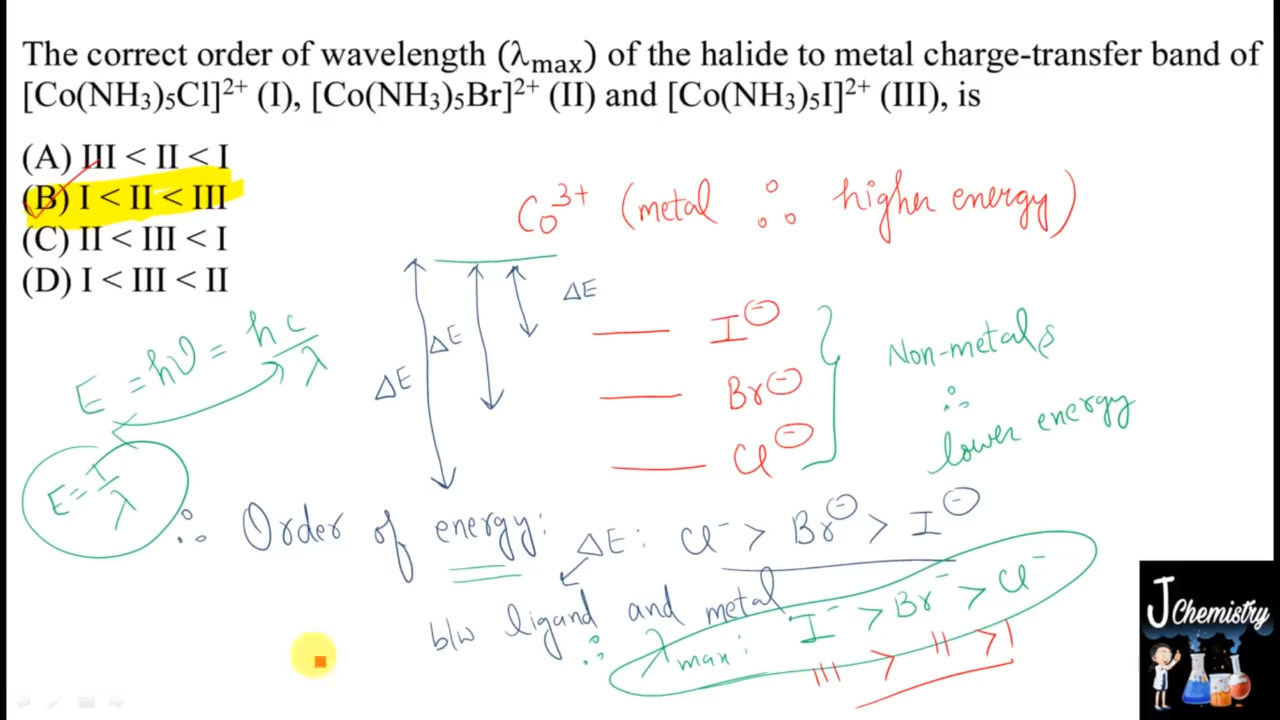 The correct order of wavelength (λmax) of the halide to metal charge-transfer band of
[Co(NH₃)₅Cl]²⁺ (I), [Co(NH₃)₅Br]²⁺ (II) and [Co(NH₃)₅I]²⁺ (III), is
(A) III < II < I
(B) I < II < III
(C) II < III < I
(D) I < III < II
Co³⁺ (metal ∴ higher energy)
ΔE
ΔE
ΔE
I⊖
Br⊖
Cl⊖
Non-metals
∴
lower energy
E = hν = hc/λ
E = 1/λ
∴ Order of energy: ΔE: Cl⁻ > Br⊖ > I⊖
b/w ligand and metal
∴ λmax: I⁻ > Br⁻ > Cl⁻
III > II > I
J Chemistry